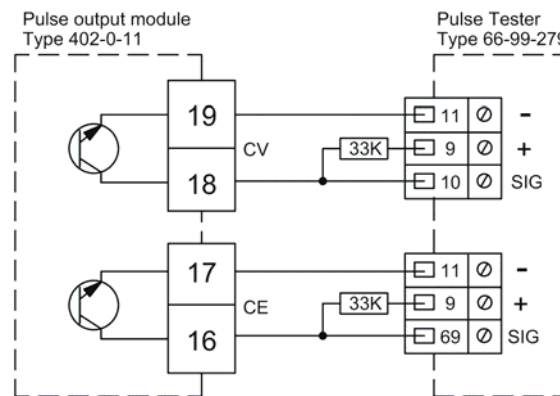 Pulse output module
Type 402-0-11
Pulse Tester
Type 66-99-279
19
11
-
CV
33K
9
+
18
10
SIG
17
11
-
CE
33K
9
+
16
69
SIG